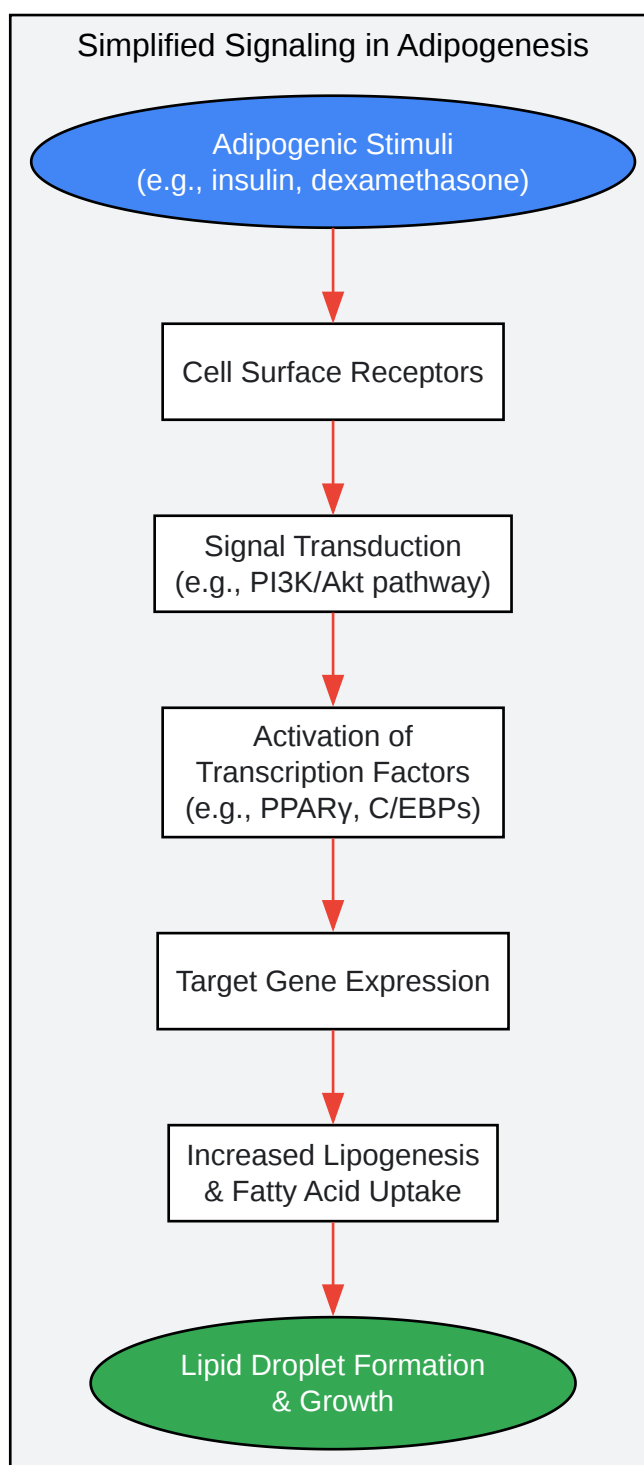 Simplified Signaling in Adipogenesis
Adipogenic Stimuli
(e.g., insulin, dexamethasone)
Cell Surface Receptors
Signal Transduction
(e.g., PI3K/Akt pathway)
Activation of
Transcription Factors
(e.g., PPARγ, C/EBPs)
Target Gene Expression
Increased Lipogenesis
& Fatty Acid Uptake
Lipid Droplet Formation
& Growth